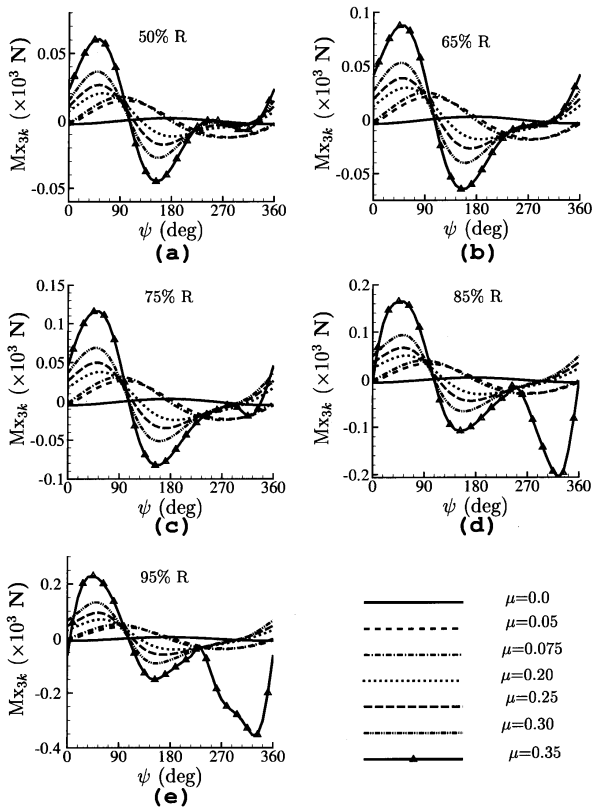 50% R
0.05
0
-0.05
Mx3k (×10³ N)
0 90 180 270 360
ψ (deg)
(a)
65% R
0.1
0.05
0
-0.05
Mx3k (×10³ N)
0 90 180 270 360
ψ (deg)
(b)
75% R
0.15
0.1
0.05
0
-0.05
-0.1
Mx3k (×10³ N)
0 90 180 270 360
ψ (deg)
(c)
85% R
0.2
0.1
0
-0.1
-0.2
Mx3k (×10³ N)
0 90 180 270 360
ψ (deg)
(d)
95% R
0.2
0
-0.2
-0.4
Mx3k (×10³ N)
0 90 180 270 360
ψ (deg)
(e)
μ=0.0
μ=0.05
μ=0.075
μ=0.20
μ=0.25
μ=0.30
μ=0.35